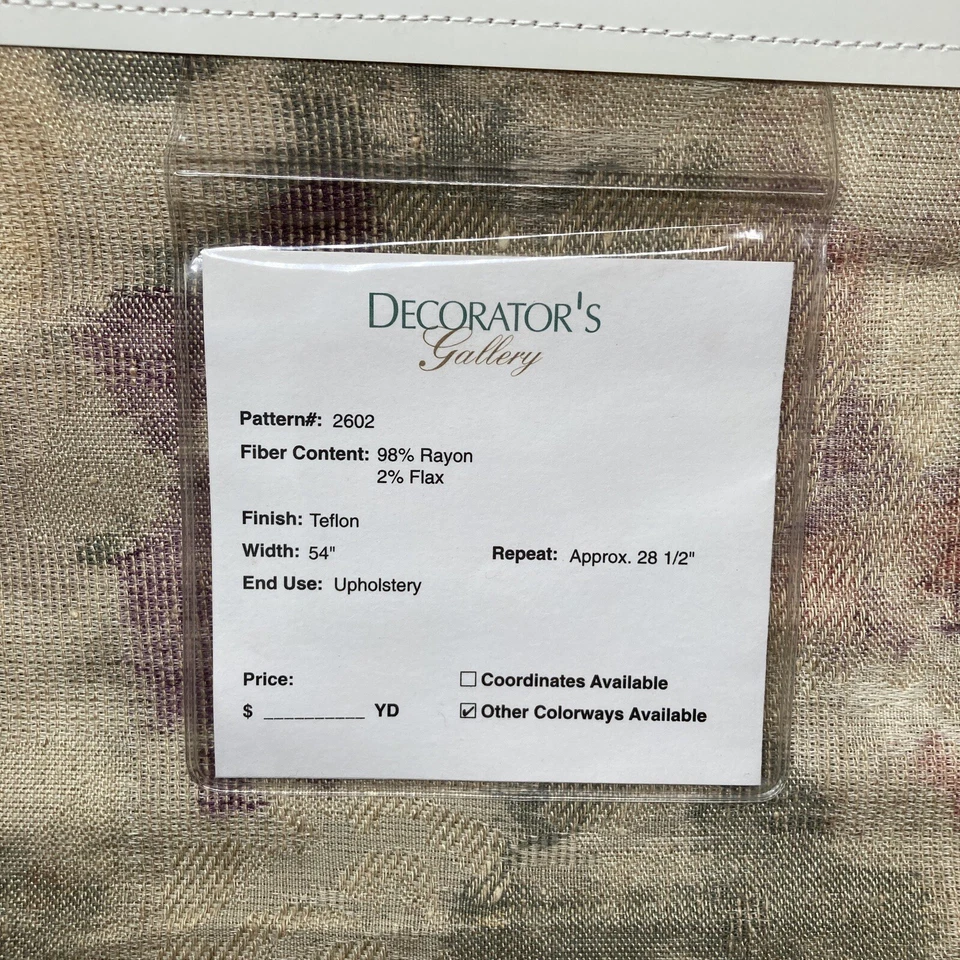 DECORATOR'S
Gallery
Pattern#: 2602
Fiber Content: 98% Rayon
2% Flax
Finish: Teflon
Width: 54" Repeat: Approx. 28 1/2"
End Use: Upholstery
Price: ☐ Coordinates Available
$ __________ YD ☑ Other Colorways Available